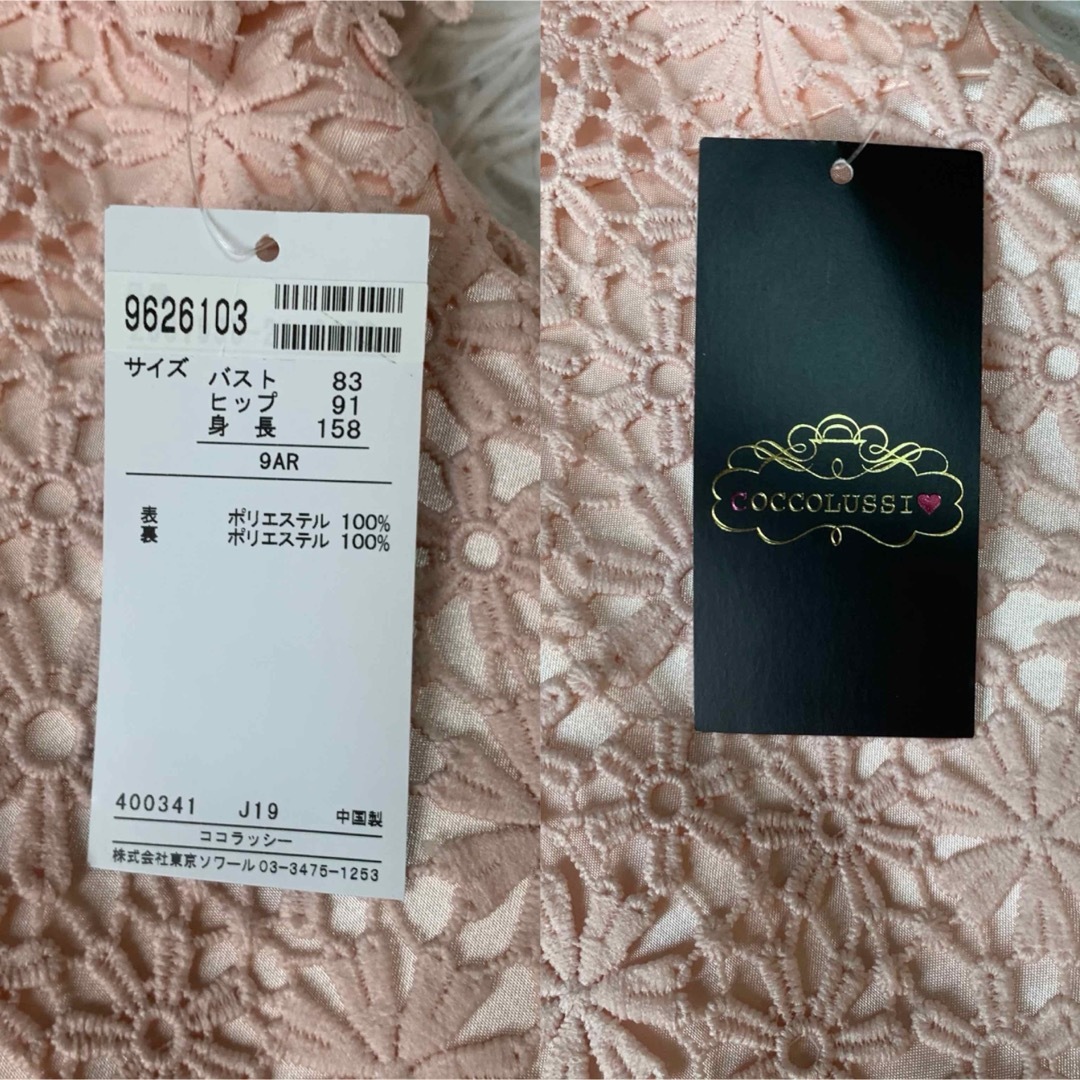 9626103
サイズ バスト 83
ヒップ 91
身長 158
9AR
表 ポリエステル 100%
裏 ポリエステル 100%
400341 J19 中国製
ココラッシー
株式会社東京ソワール 03-3475-1253
COCCOLUSSI